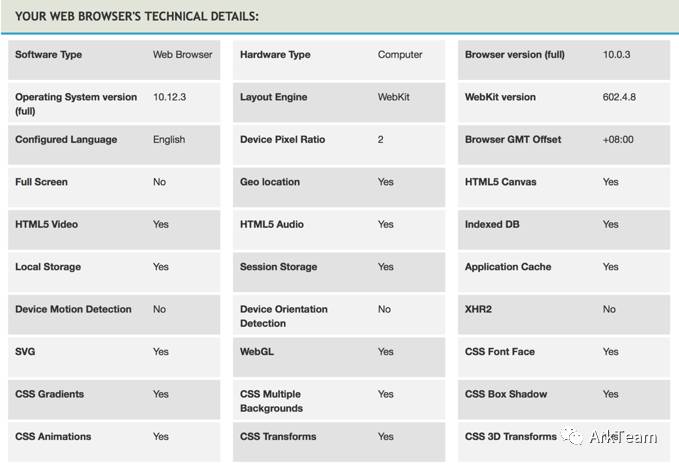 YOUR WEB BROWSER'S TECHNICAL DETAILS:
Software Type Web Browser Hardware Type Computer Browser version (full) 10.0.3
Operating System version (full) 10.12.3 Layout Engine WebKit WebKit version 602.4.8
Configured Language English Device Pixel Ratio 2 Browser GMT Offset +08:00
Full Screen No Geo location Yes HTML5 Canvas Yes
HTML5 Video Yes HTML5 Audio Yes Indexed DB Yes
Local Storage Yes Session Storage Yes Application Cache Yes
Device Motion Detection No Device Orientation Detection No XHR2 No
SVG Yes WebGL Yes CSS Font Face Yes
CSS Gradients Yes CSS Multiple Backgrounds Yes CSS Box Shadow Yes
CSS Animations Yes CSS Transforms Yes CSS 3D Transforms
ArkTeam